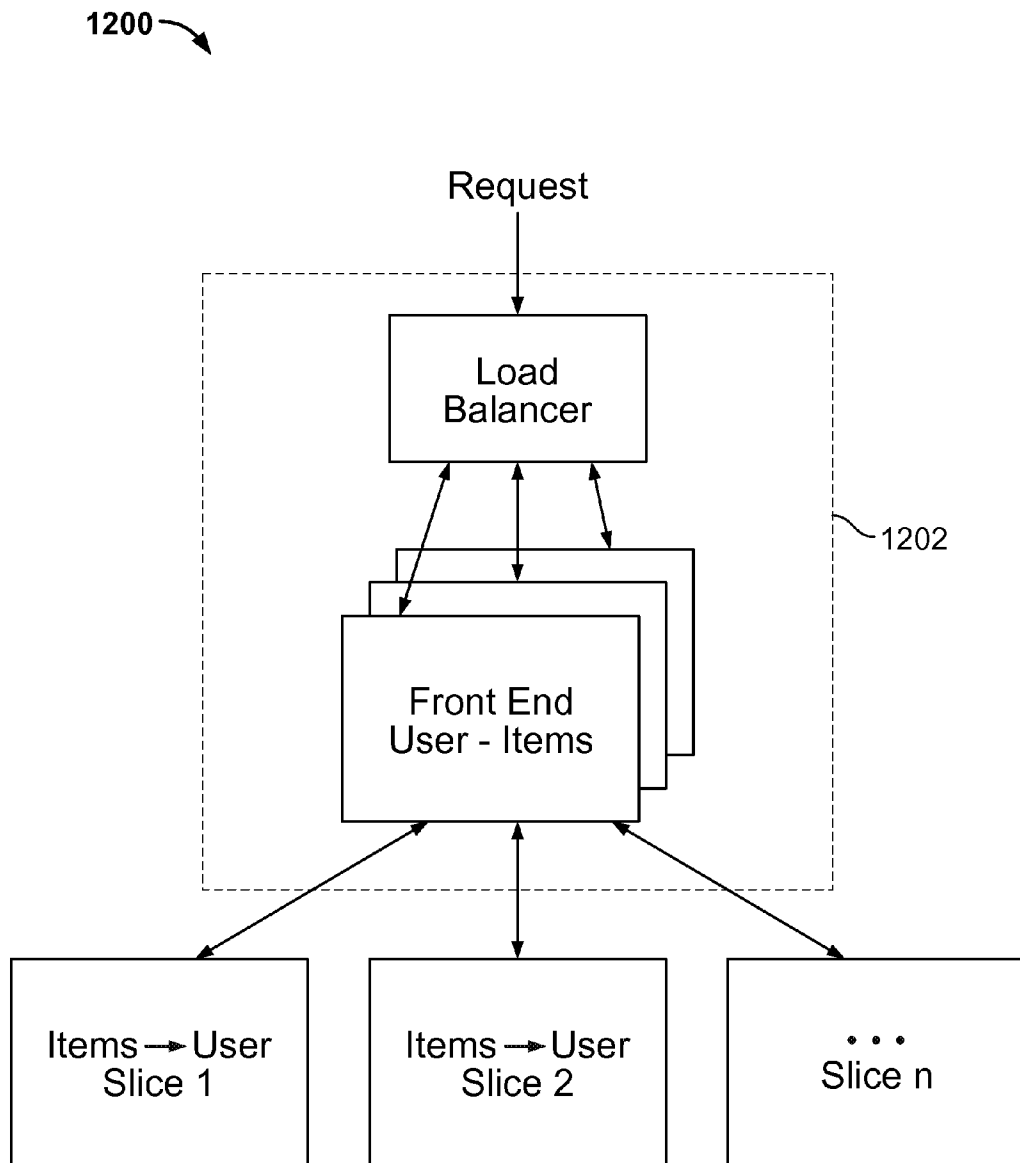 1200
Request
Load
Balancer
1202
Front End
User - Items
Items → User
Slice 1
Items → User
Slice 2
...
Slice n